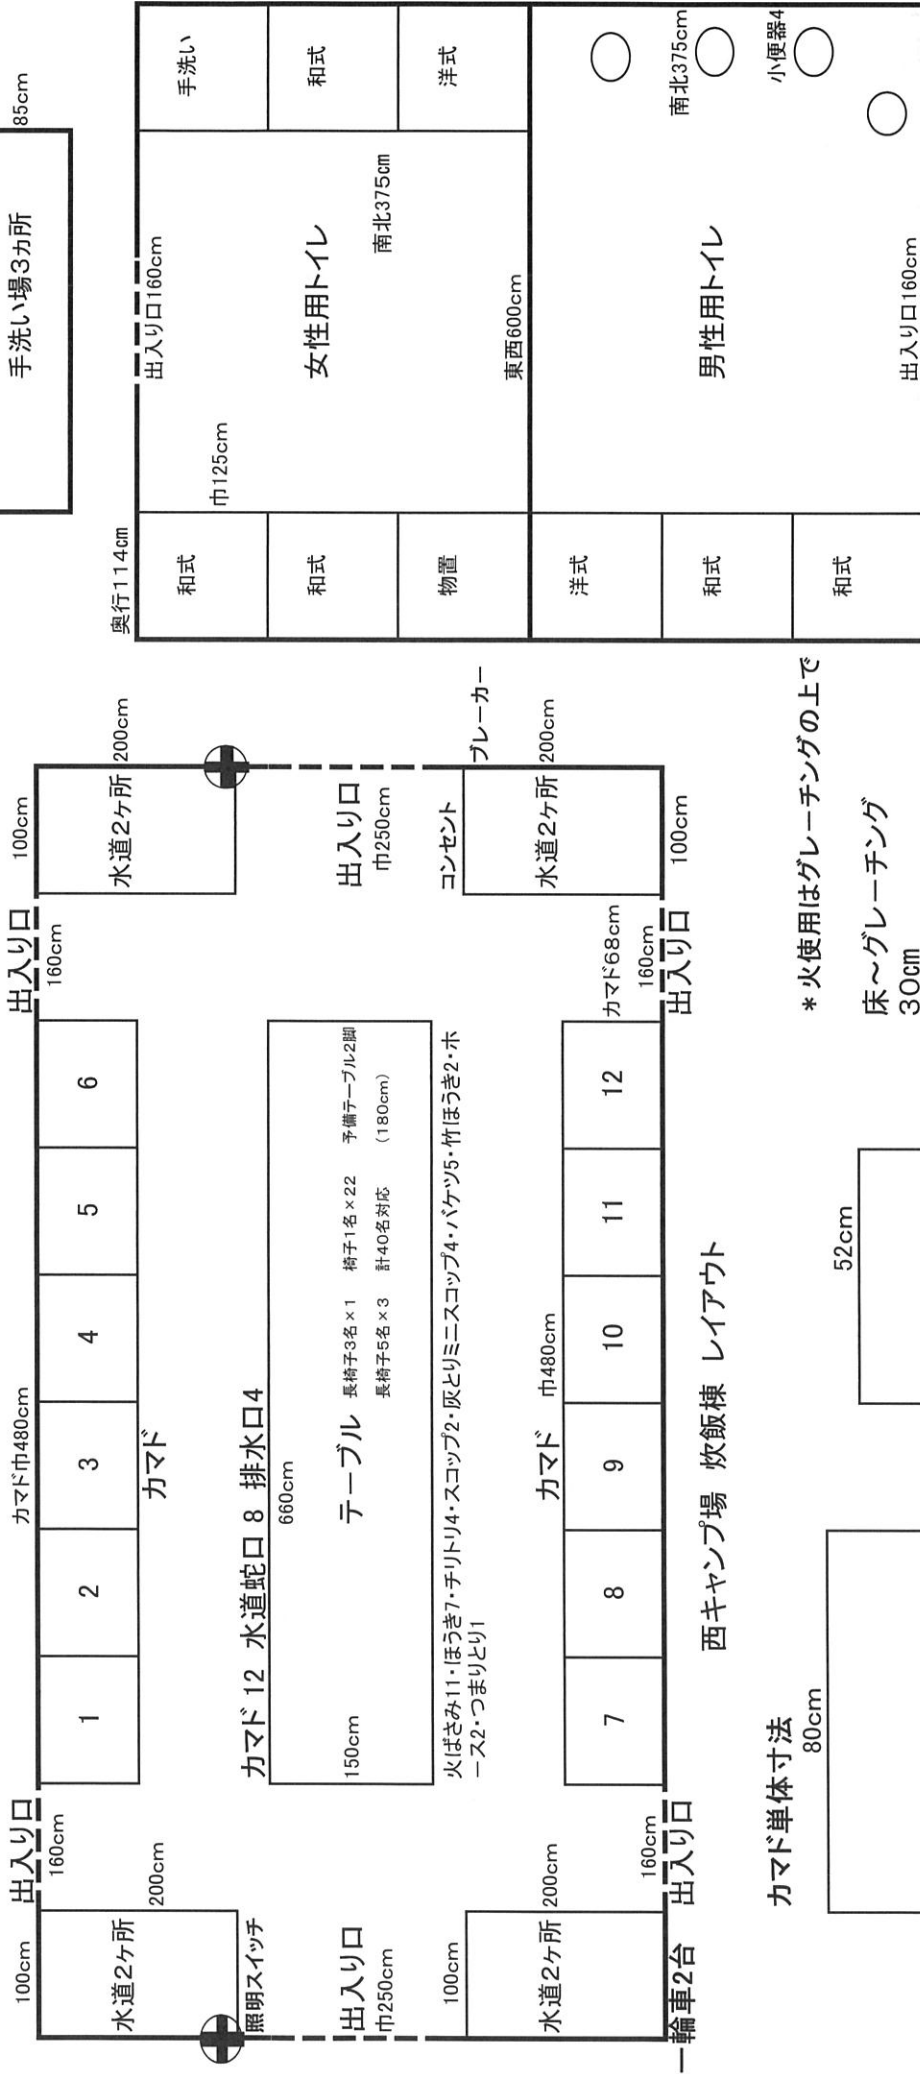 100cm
出入り口
160cm
カマド巾480cm
出入り口
160cm
100cm
水道2ヶ所
200cm
1
2
3
4
5
6
カマド
水道2ヶ所
200cm
照明スイッチ
カマド 12 水道蛇口 8 排水口4
660cm
出入り口
巾250cm
150cm
テーブル
長椅子3名×1 椅子1名×22 予備テーブル2脚
長椅子5名×3 計40名対応 (180cm)
出入り口
巾250cm
火ばさみ11・ほうき7・チリトリ4・スコップ2・灰とりミニスコップ4・バケツ5・竹ほうき2・ホ
ース2・つまりとり1
コンセント
ブレーカー
100cm
水道2ヶ所
200cm
カマド
巾480cm
7
8
9
10
11
12
カマド68cm
水道2ヶ所
200cm
160cm
出入り口
160cm
出入り口
100cm
一輪車2台
西キャンプ場 炊飯棟 レイアウト
カマド単体寸法
80cm
52cm
*火使用はグレーチングの上で
床~グレーチング
30cm
手洗い場3カ所
85cm
奥行114cm
出入り口160cm
和式
巾125cm
手洗い
和式
女性用トイレ
和式
南北375cm
物置
洋式
東西600cm
洋式
和式
男性用トイレ
南北375cm
小便器4
和式
出入り口160cm